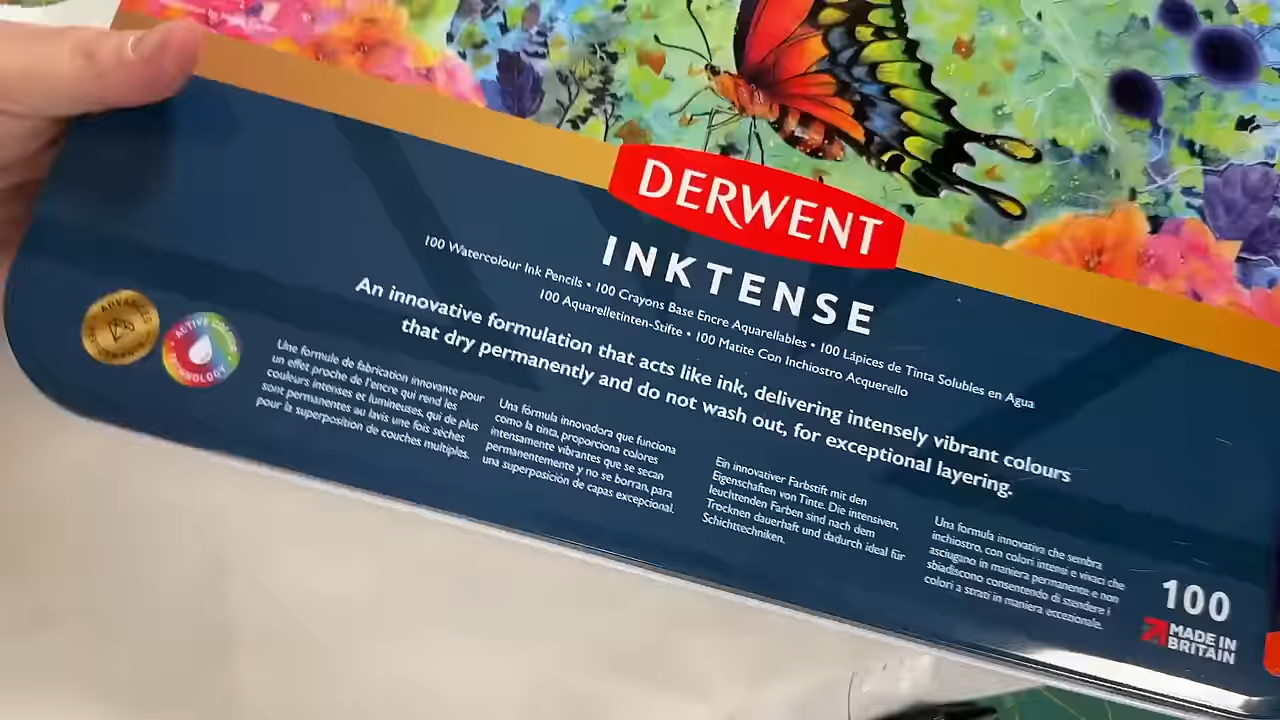 DERWENT
INKTENSE
100 Watercolour Ink Pencils • 100 Crayons Base Encre Aquarellables • 100 Lápices de Tinta Solubles en Agua
100 Aquarelletinten-Stifte • 100 Matite Con Inchiostro Acquerello
An innovative formulation that acts like ink, delivering intensely vibrant colours
that dry permanently and do not wash out, for exceptional layering.
ADVANCED
ACTIVE COLOUR
TECHNOLOGY
Une formule de fabrication innovante pour
un effet proche de l'encre qui rend les
couleurs intenses et lumineuses, qui de plus
sont permanentes au lavis une fois sèches
pour la superposition de couches multiples.
Una fórmula innovadora que funciona
como la tinta, proporciona colores
intensamente vibrantes que se secan
permanentemente y no se borran, para
una superposición de capas excepcional.
Ein innovativer Farbstift mit den
Eigenschaften von Tinte. Die intensiven,
leuchtenden Farben sind nach dem
Trocknen dauerhaft und dadurch ideal für
Schichttechniken.
Una formula innovativa che sembra
inchiostro, con colori intensi e vivaci che
asciugano in maniera permanente e non
sbiadiscono consentendo di stendere i
colori a strati in maniera eccezionale.
100
MADE IN
BRITAIN